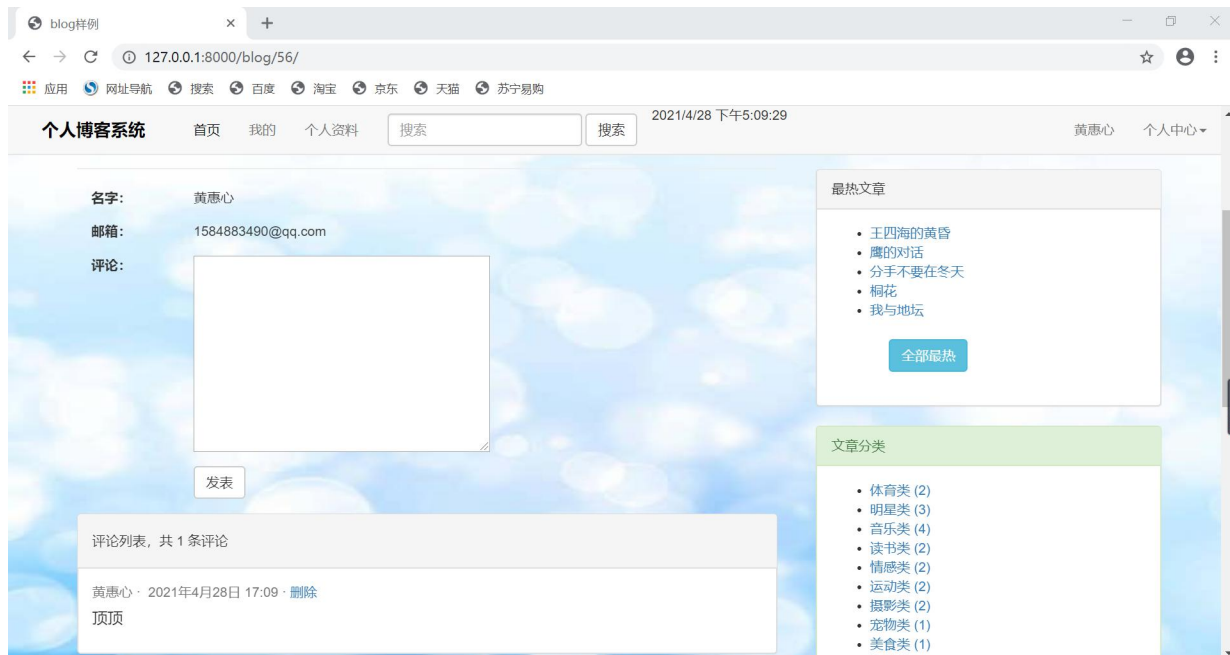 blog样例
127.0.0.1:8000/blog/56/
应用 网址导航 搜索 百度 淘宝 京东 天猫 苏宁易购
个人博客系统 首页 我的 个人资料 搜索 搜索 2021/4/28 下午5:09:29 黄惠心 个人中心
名字: 黄惠心
邮箱: 1584883490@qq.com
评论:
发表
评论列表，共 1 条评论
黄惠心 · 2021年4月28日 17:09 · 删除
顶顶
最热文章
王四海的黄昏
鹰的对话
分手不要在冬天
桐花
我与地坛
全部最热
文章分类
体育类 (2)
明星类 (3)
音乐类 (4)
读书类 (2)
情感类 (2)
运动类 (2)
摄影类 (2)
宠物类 (1)
美食类 (1)